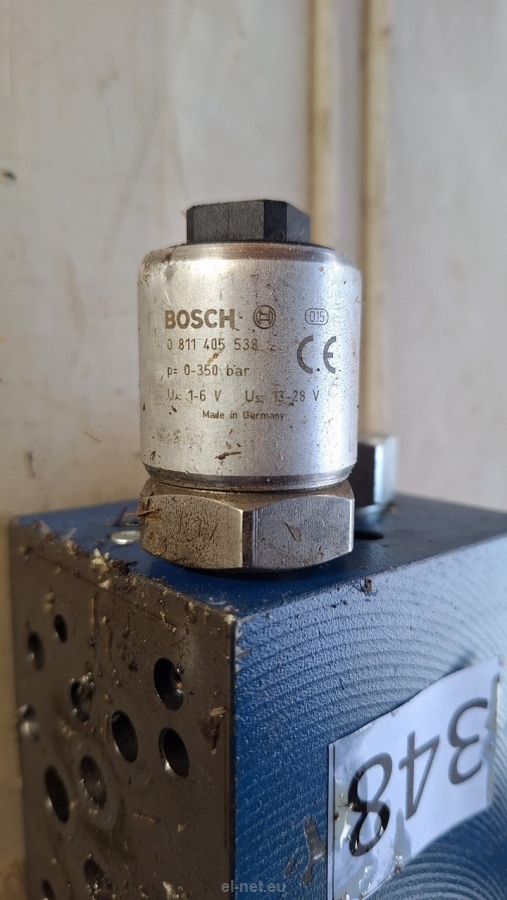 BOSCH 015
0 811 405 538
CE
p= 0-350 bar
UA: 1-6 V US: 13-28 V
Made in Germany
348
el-net.eu